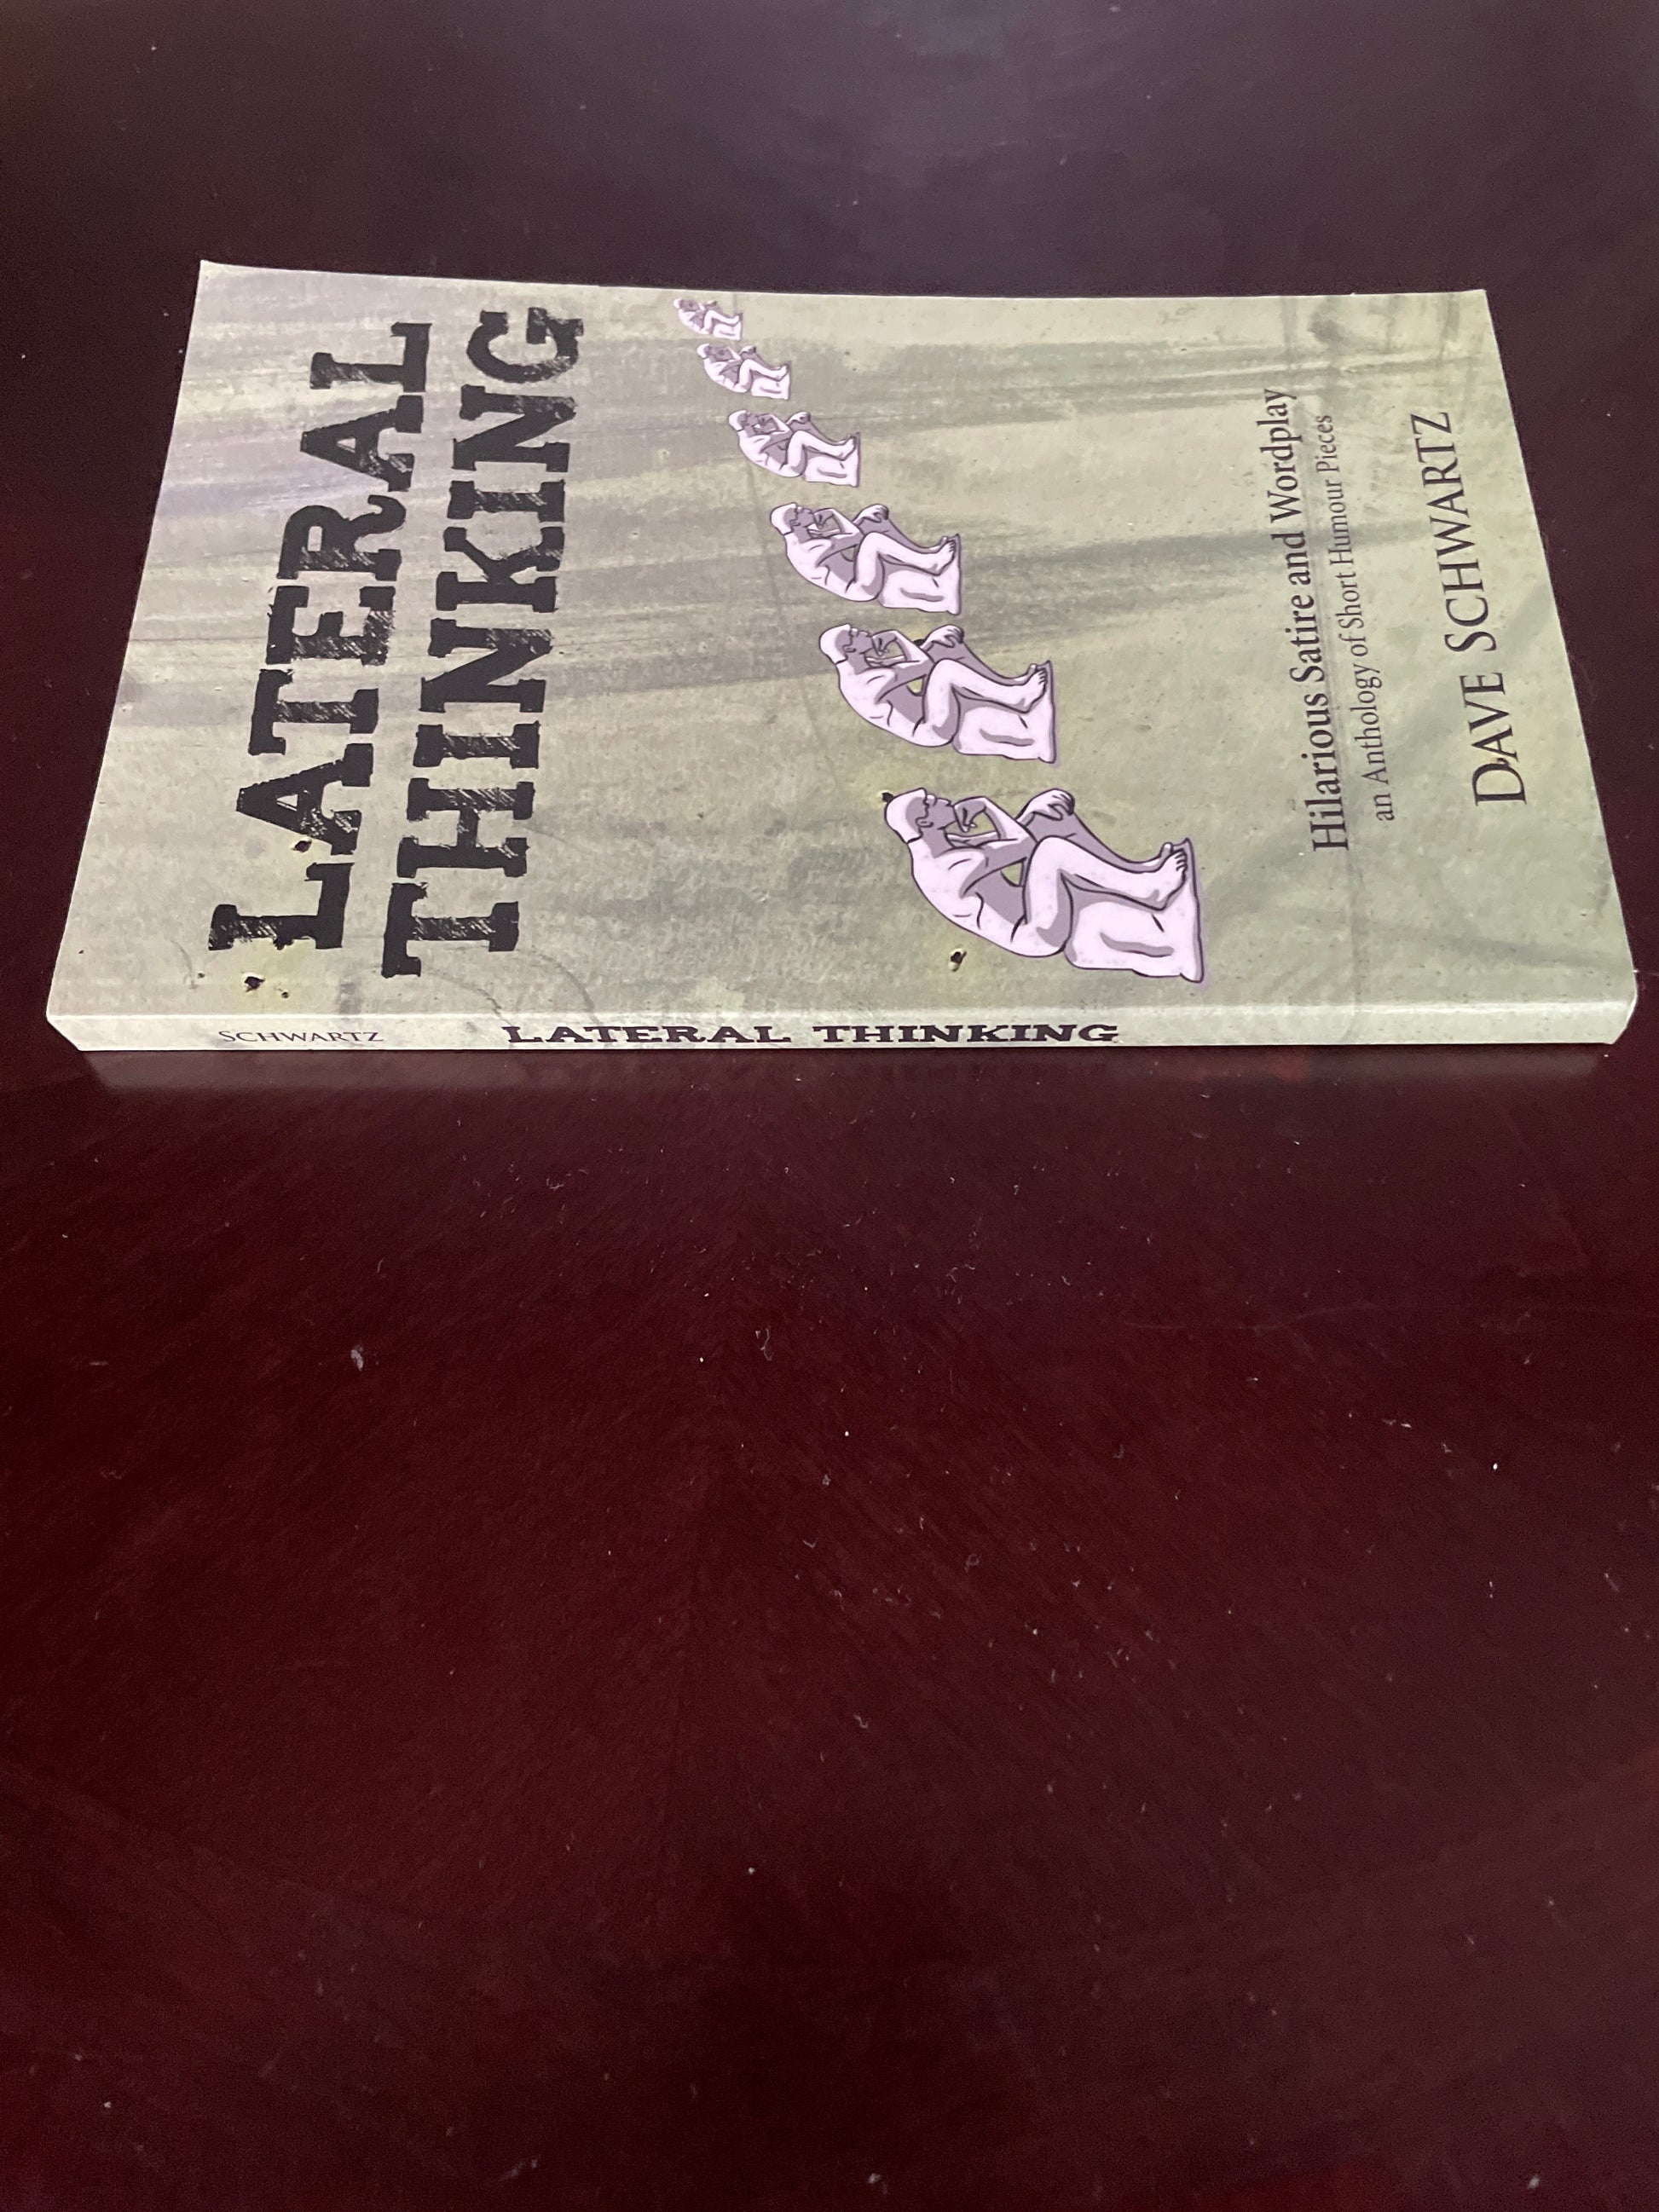 LATERAL
THINKING
Hilarious Satire and Wordplay
an Anthology of Short Humour Pieces
DAVE SCHWARTZ
SCHWARTZ
LATERAL THINKING